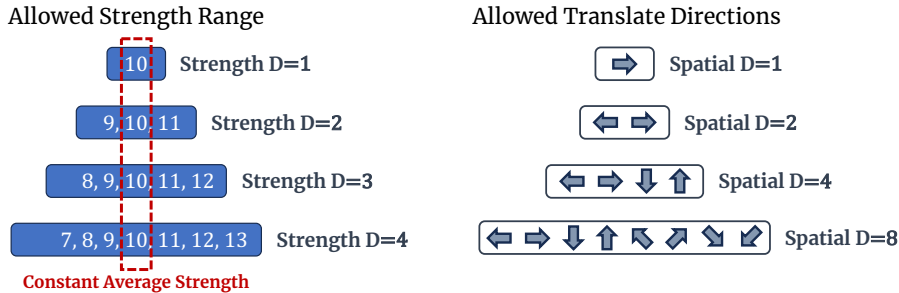 Allowed Strength Range
10 Strength D=1
9, 10, 11 Strength D=2
8, 9, 10, 11, 12 Strength D=3
7, 8, 9, 10, 11, 12, 13 Strength D=4
Constant Average Strength
Allowed Translate Directions
Spatial D=1
Spatial D=2
Spatial D=4
Spatial D=8